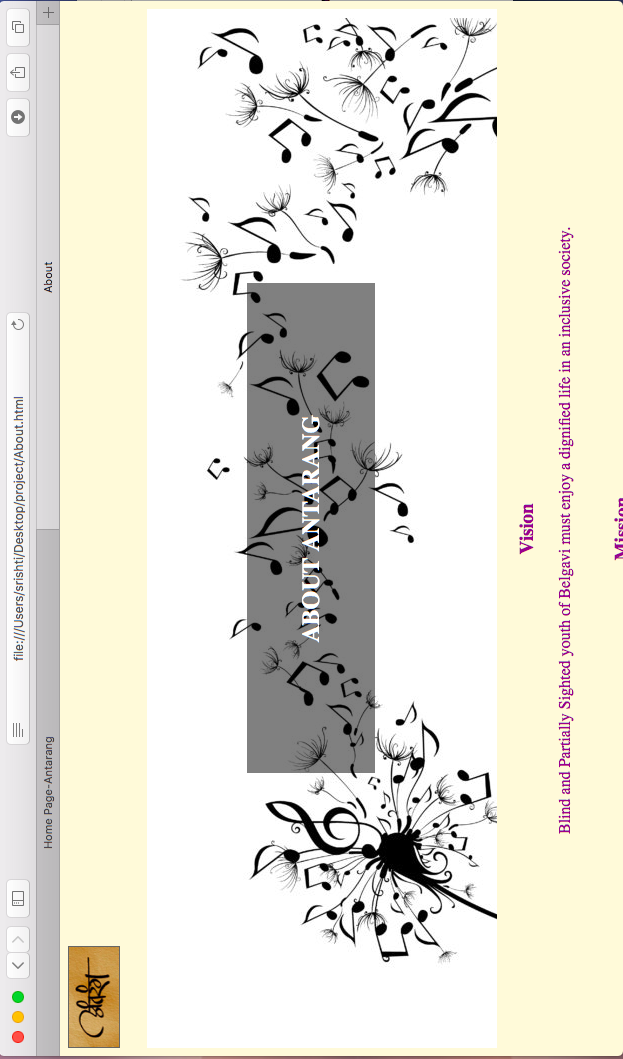 Home Page-Antarang
About
file:///Users/srishti/Desktop/project/About.html
ABOUT ANTARANG
Vision
Blind and Partially Sighted youth of Belgavi must enjoy a dignified life in an inclusive society.
Mission